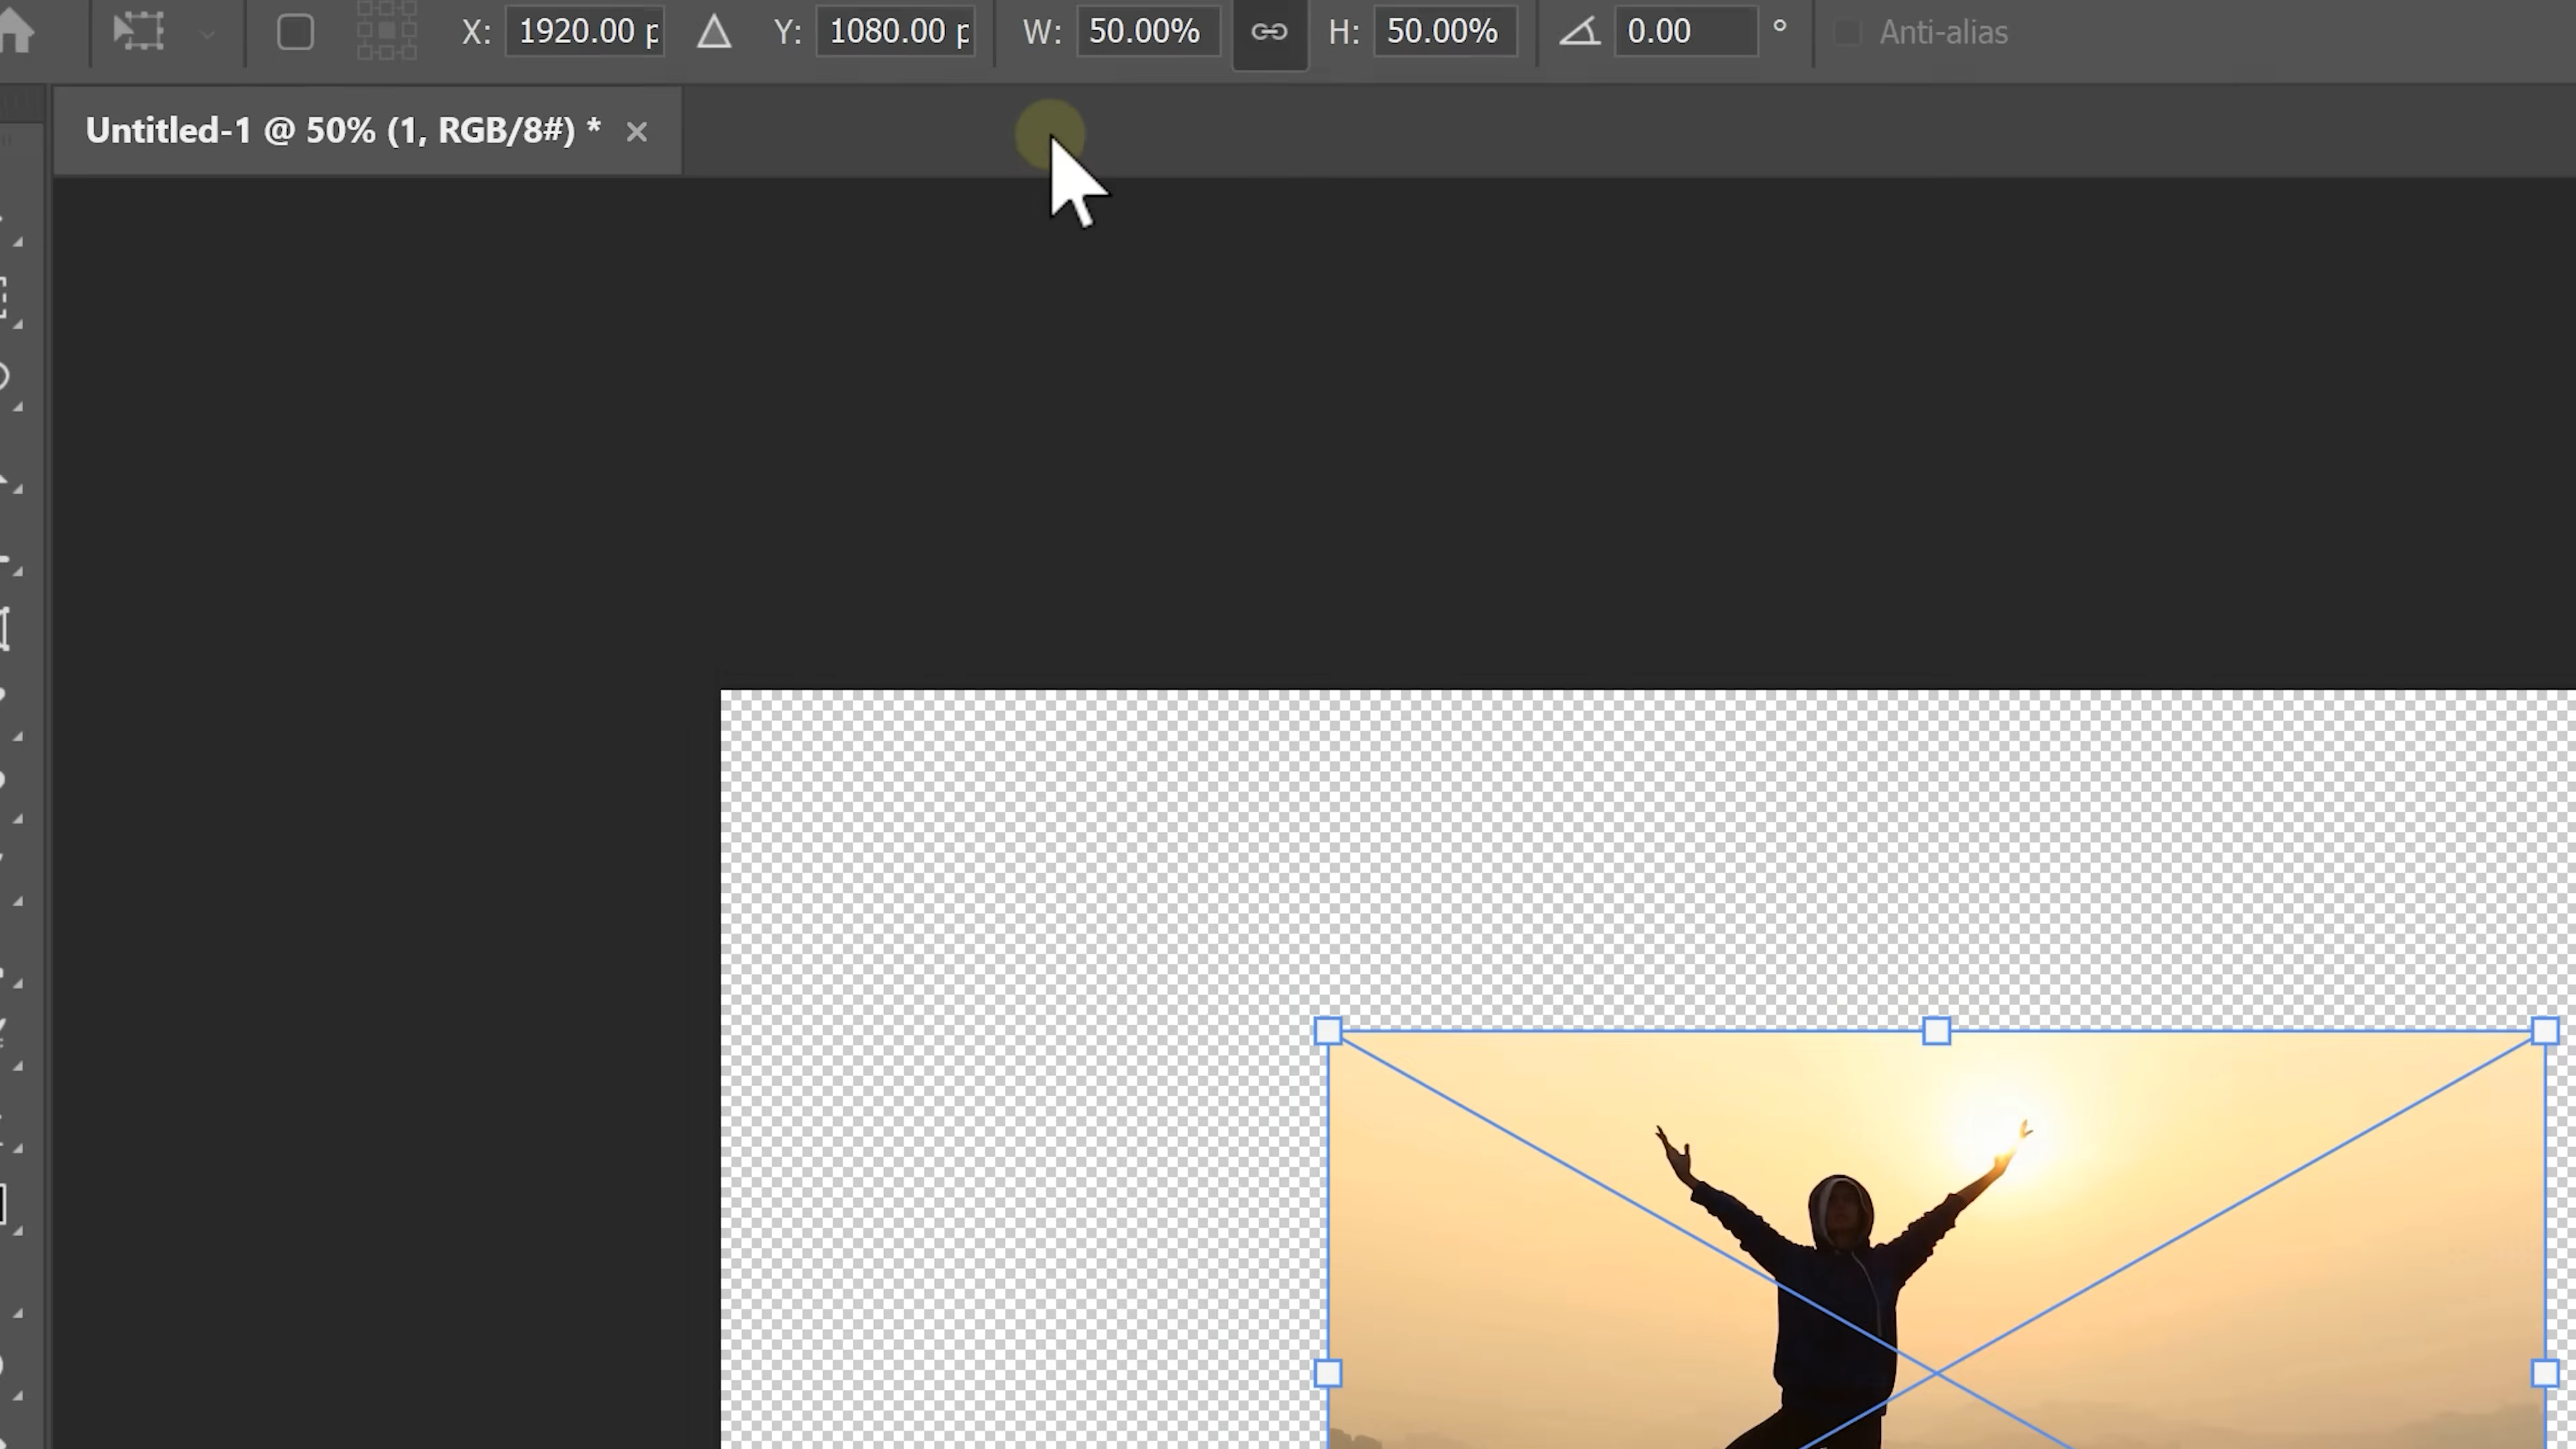 X: 1920.00 p Y: 1080.00 p W: 50.00% H: 50.00% 0.00 ° Anti-alias
Untitled-1 @ 50% (1, RGB/8#) * ×